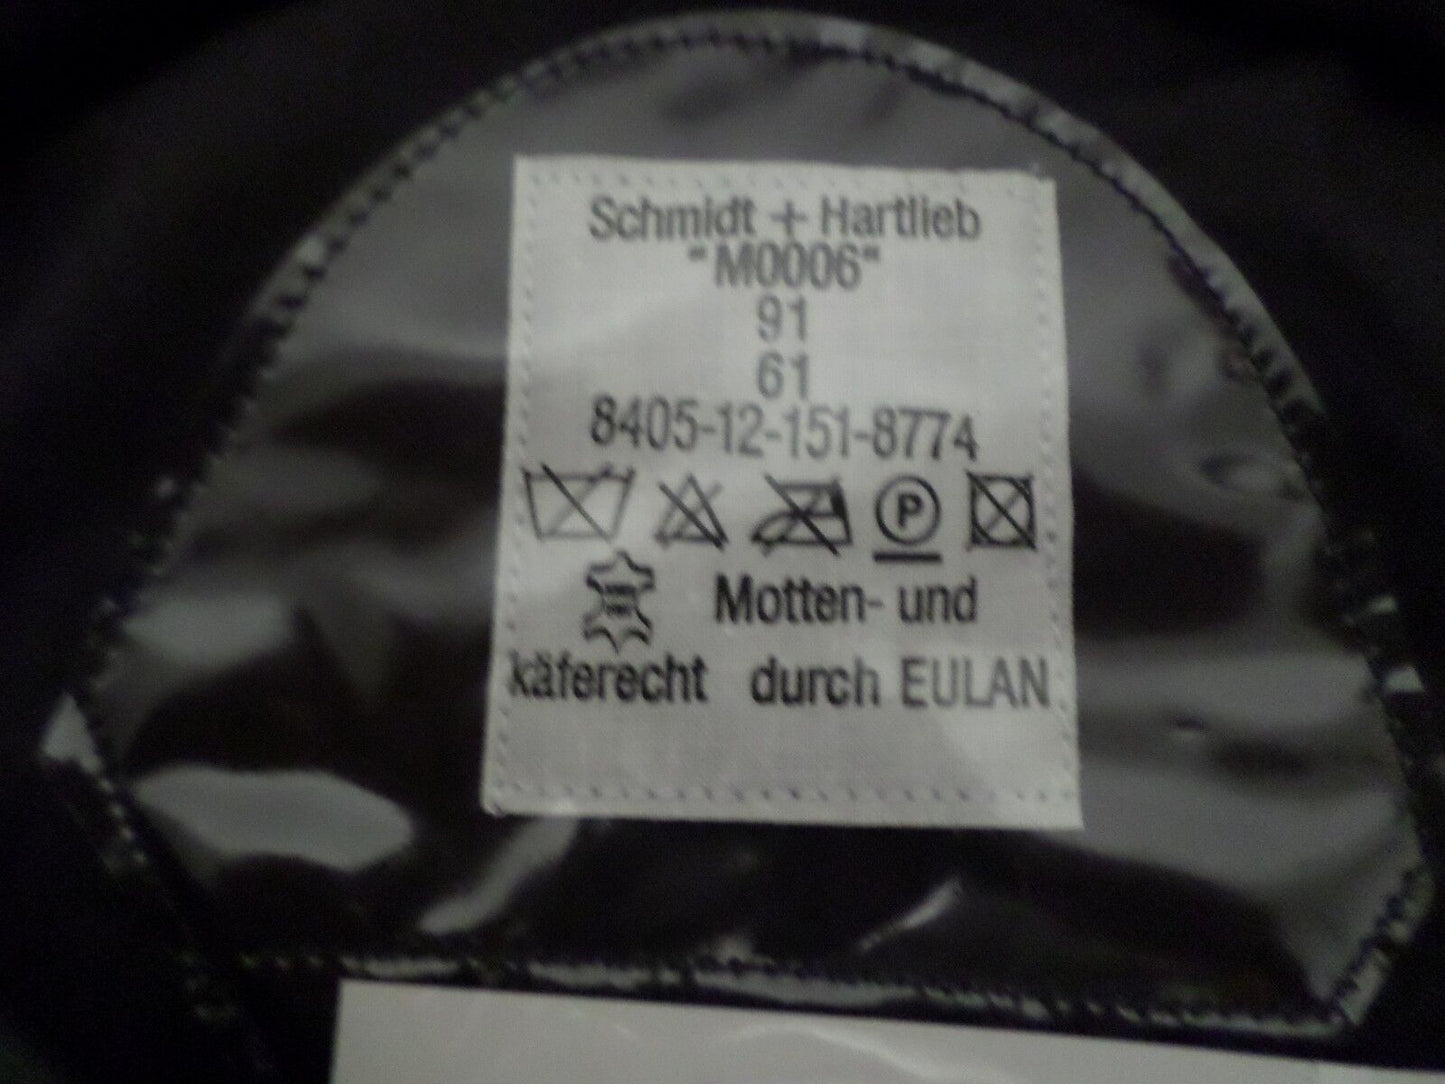 Schmidt + Hartlieb
"M0006"
91
61
8405-12-151-8774
P
Motten- und
käferecht durch EULAN